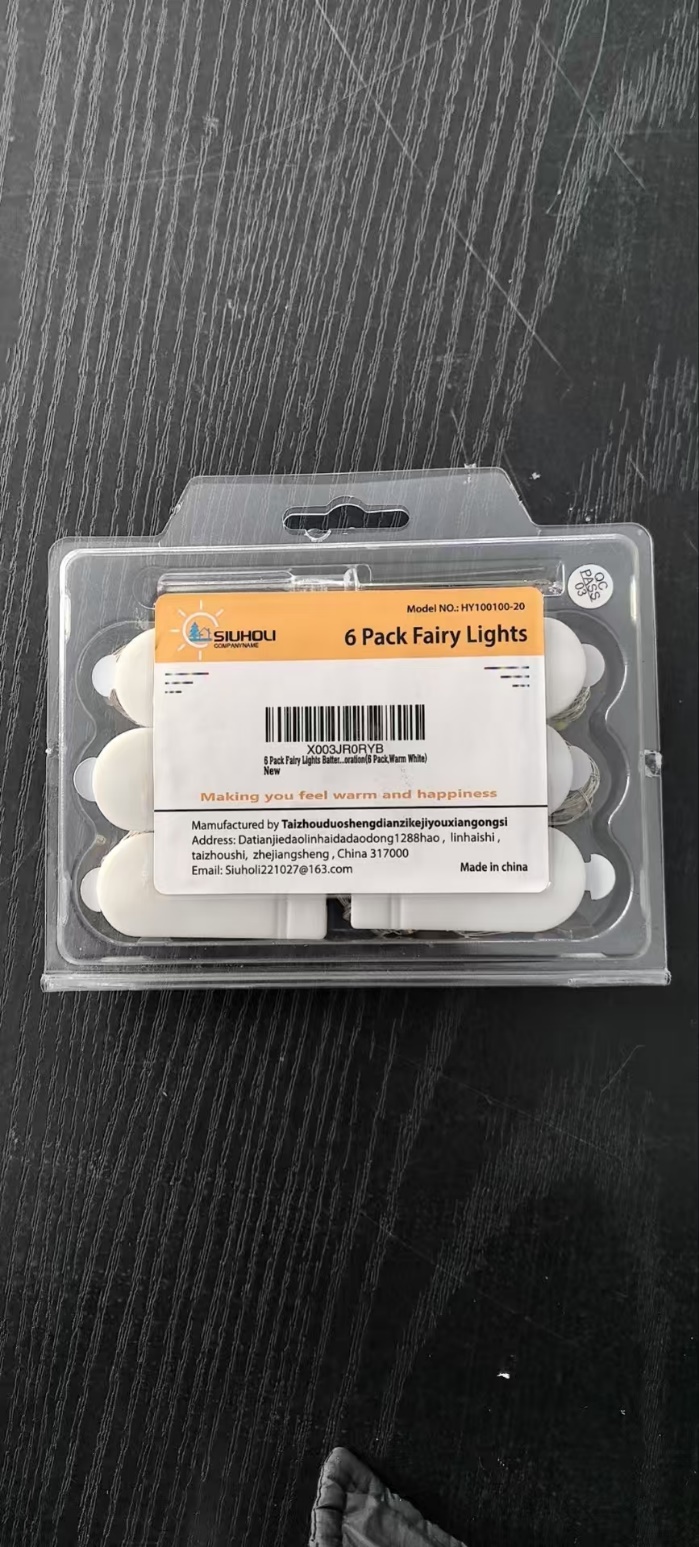 QC
PASS
03
Model NO.: HY100100-20
SIUHOLI
COMPANYNAME
6 Pack Fairy Lights
X003JR0RYB
6 Pack Fairy Lights Batter...oration(6 Pack,Warm White)
New
Making you feel warm and happiness
Mamufactured by Taizhouduoshengdianzikejiyouxiangongsi
Address: Datianjiedaolinhaidadaodong1288hao , linhaishi ,
taizhoushi, zhejiangsheng , China 317000
Email: Siuholi221027@163.com
Made in china